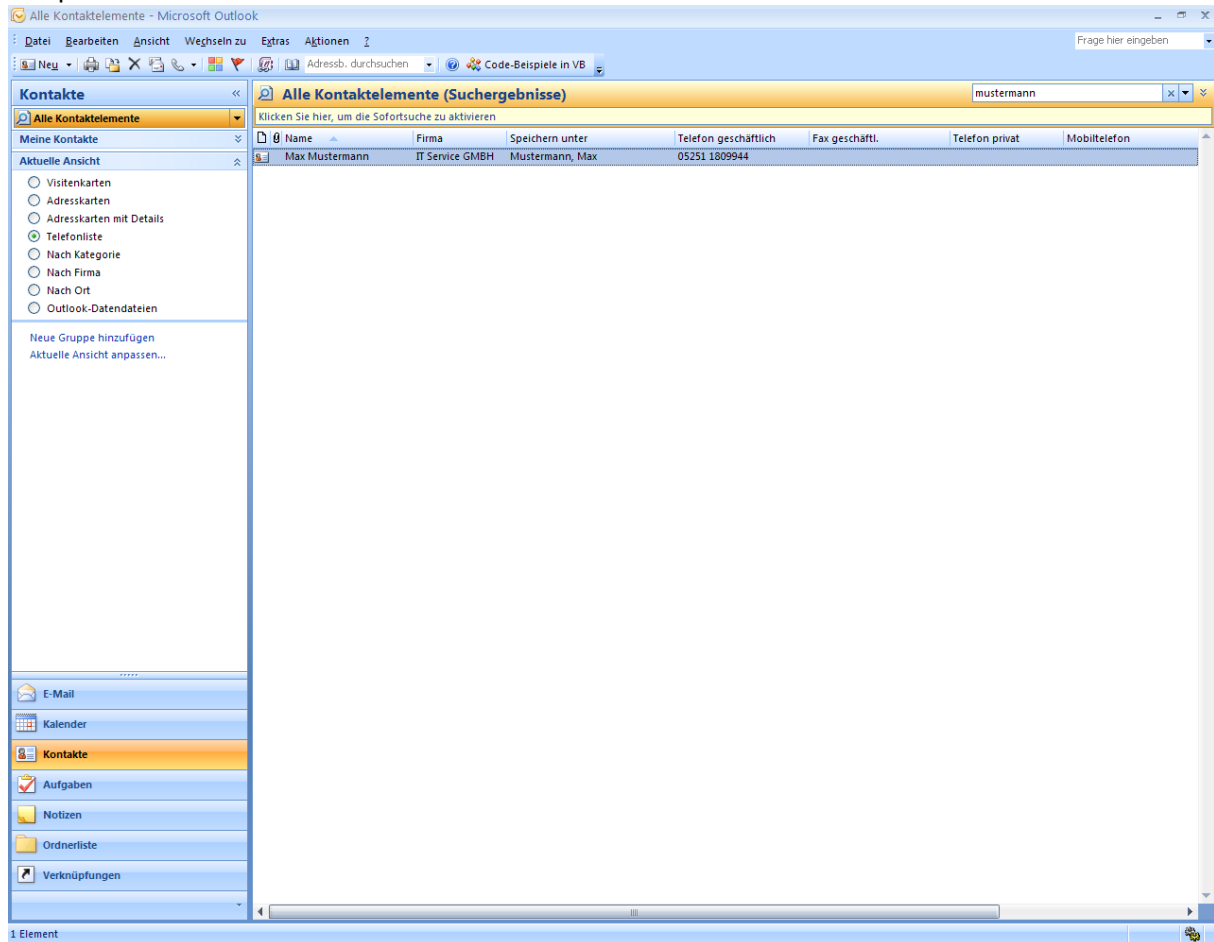 Alle Kontaktelemente - Microsoft Outlook
Datei Bearbeiten Ansicht Wechseln zu Extras Aktionen ? Frage hier eingeben
Neu Adressb. durchsuchen Code-Beispiele in VB
Kontakte «
Alle Kontaktelemente
Meine Kontakte
Aktuelle Ansicht
Visitenkarten
Adresskarten
Adresskarten mit Details
Telefonliste
Nach Kategorie
Nach Firma
Nach Ort
Outlook-Datendateien
Neue Gruppe hinzufügen
Aktuelle Ansicht anpassen...
E-Mail
Kalender
Kontakte
Aufgaben
Notizen
Ordnerliste
Verknüpfungen
Alle Kontaktelemente (Suchergebnisse) mustermann
Klicken Sie hier, um die Sofortsuche zu aktivieren
Name Firma Speichern unter Telefon geschäftlich Fax geschäftl. Telefon privat Mobiltelefon
Max Mustermann IT Service GMBH Mustermann, Max 05251 1809944
1 Element